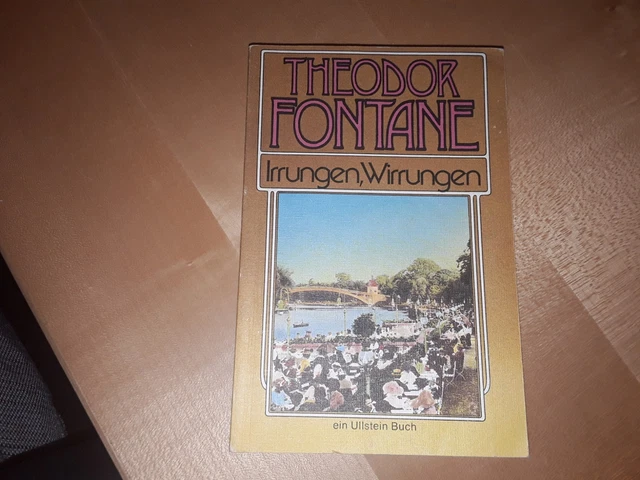 THEODOR
FONTANE
Irrungen, Wirrungen
ein Ullstein Buch